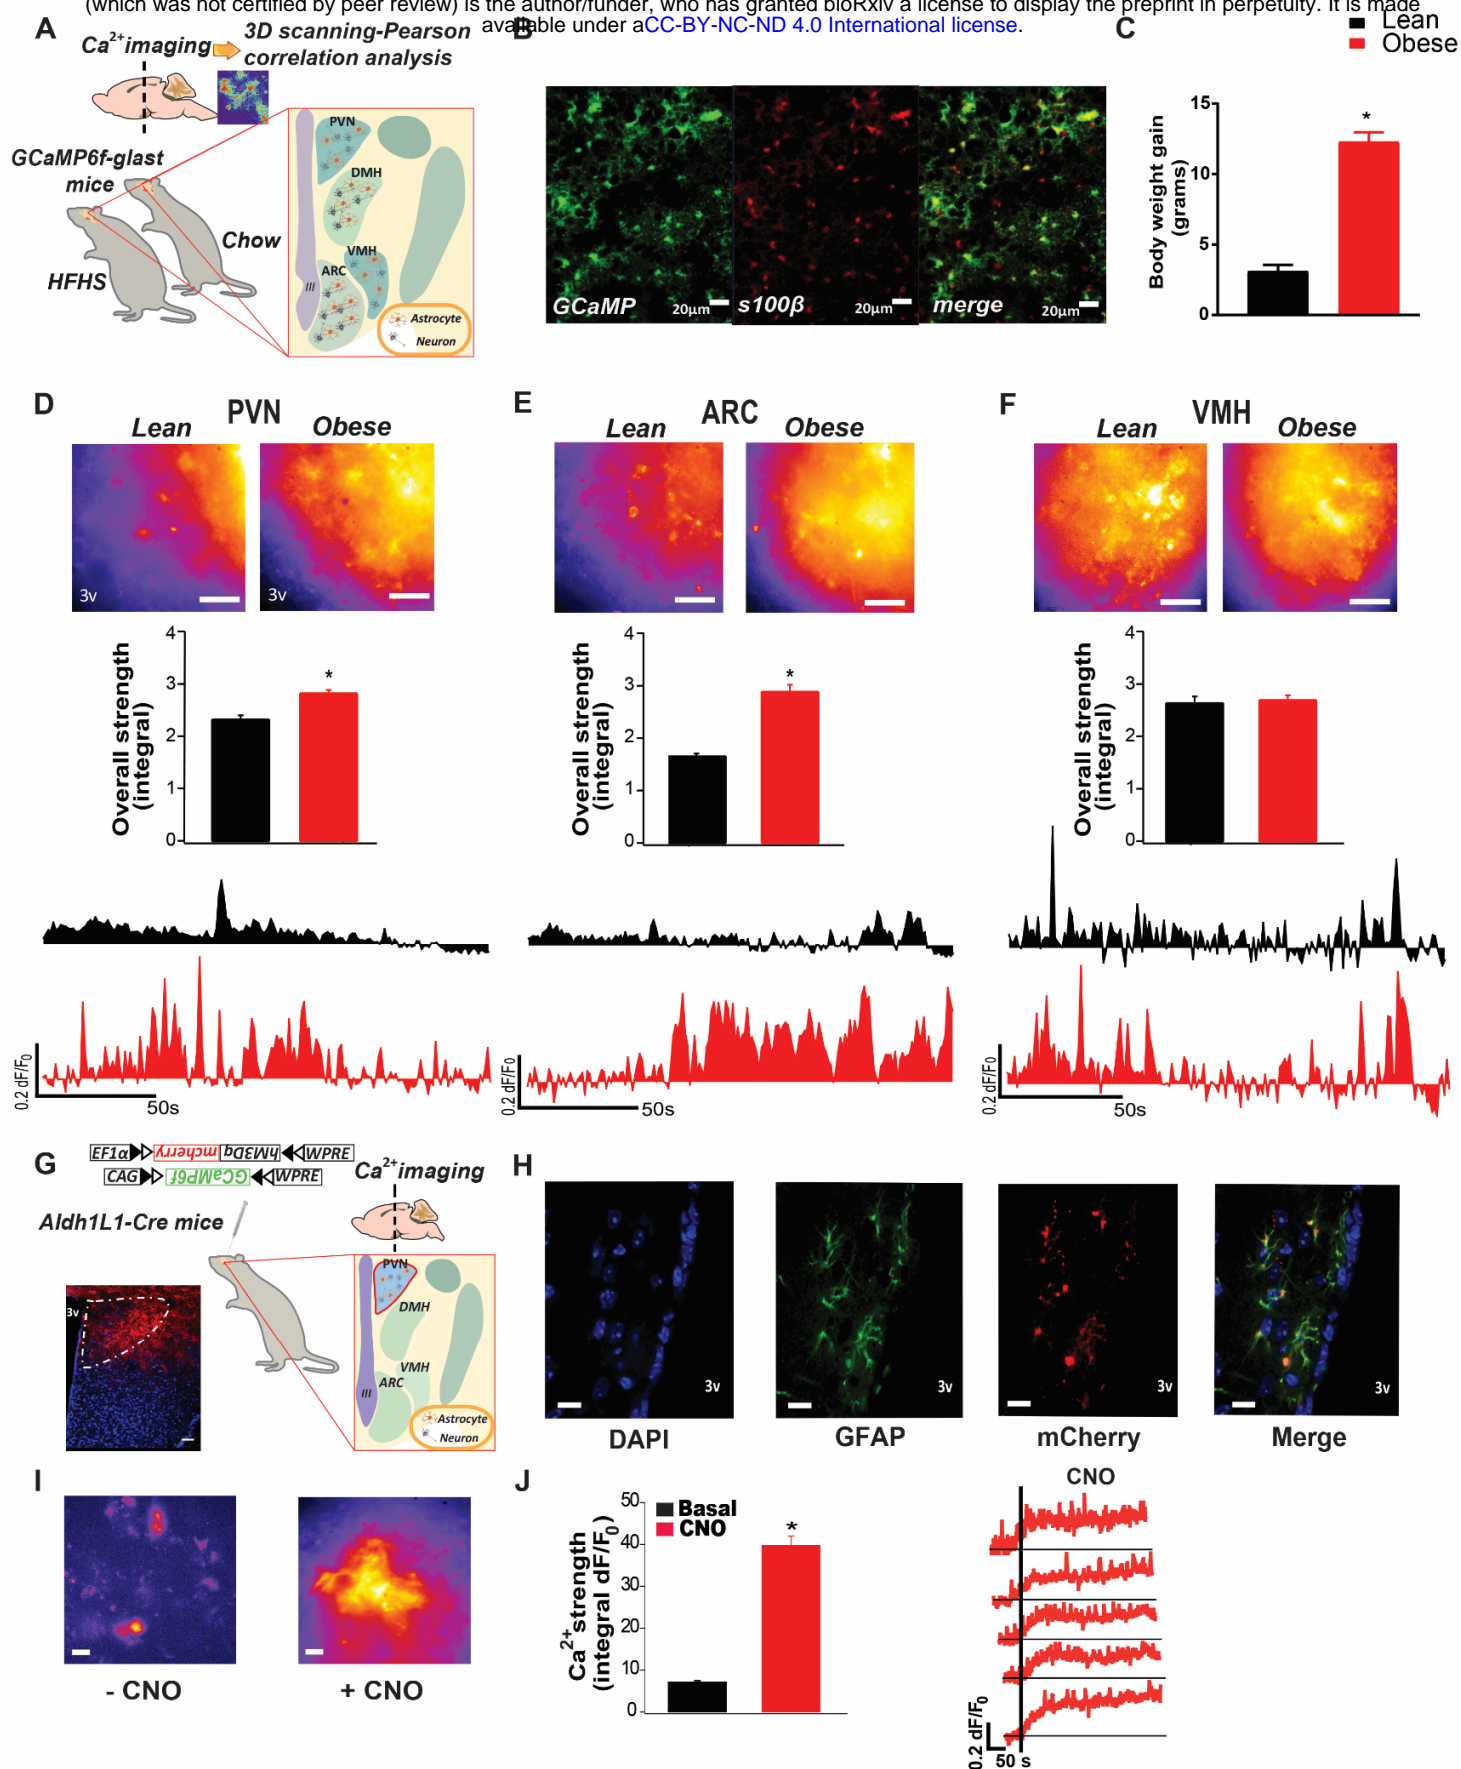 (which was not certified by peer review) is the author/funder, who has granted bioRxiv a license to display the preprint in perpetuity. It is made
available under aCC-BY-NC-ND 4.0 International license.
A
Ca2+imaging
3D scanning-Pearson
correlation analysis
GCaMP6f-glast
mice
Chow
HFHS
PVN
DMH
VMH
ARC
III
Astrocyte
Neuron
B
GCaMP
20µm
s100β
20µm
merge
20µm
C
Lean
Obese
Body weight gain
(grams)
15
10
5
0
*
D
PVN
Lean
Obese
3v
3v
Overall strength
(integral)
4
3
2
1
0
*
0.2 dF/F0
50s
E
ARC
Lean
Obese
Overall strength
(integral)
4
3
2
1
0
*
0.2 dF/F0
50s
F
VMH
Lean
Obese
Overall strength
(integral)
4
3
2
1
0
0.2 dF/F0
50s
G
EF1α
mcherry
hM3Dq
WPRE
CAG
GCaMP6f
WPRE
Ca2+imaging
Aldh1L1-Cre mice
3v
PVN
DMH
VMH
ARC
III
Astrocyte
Neuron
H
3v
3v
3v
3v
DAPI
GFAP
mCherry
Merge
I
- CNO
+ CNO
J
Basal
CNO
Ca2+strength
(integral dF/F0)
50
40
30
20
10
0
*
CNO
0.2 dF/F0
50 s